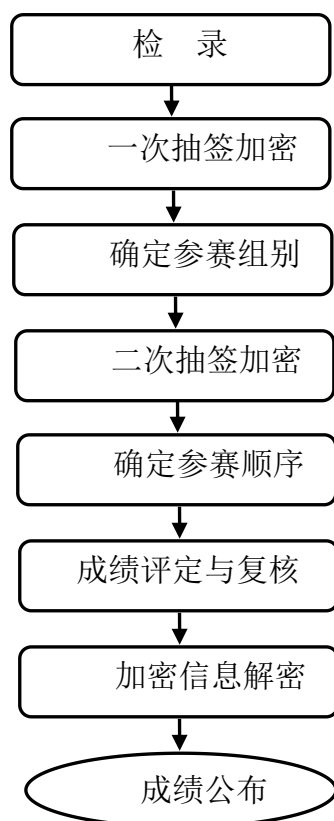 检 录
一次抽签加密
确定参赛组别
二次抽签加密
确定参赛顺序
成绩评定与复核
加密信息解密
成绩公布